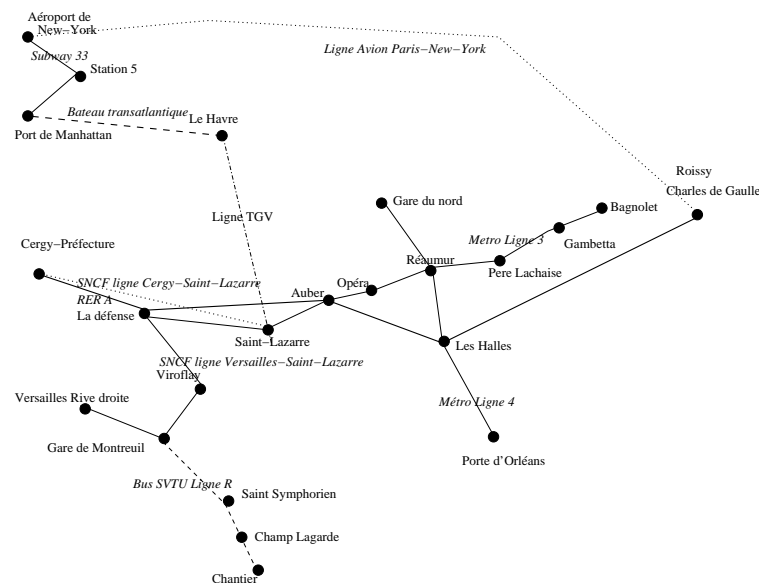 Aéroport de
New-York
Ligne Avion Paris-New-York
Subway 33
Station 5
Bateau transatlantique
Le Havre
Port de Manhattan
Roissy
Charles de Gaulle
Gare du nord
Bagnolet
Ligne TGV
Metro Ligne 3
Gambetta
Cergy-Préfecture
Réaumur
Pere Lachaise
SNCF ligne Cergy-Saint-Lazarre
Opéra
RER A
Auber
La défense
Saint-Lazarre
Les Halles
SNCF ligne Versailles-Saint-Lazarre
Viroflay
Versailles Rive droite
Métro Ligne 4
Gare de Montreuil
Porte d'Orléans
Bus SVTU Ligne R
Saint Symphorien
Champ Lagarde
Chantier